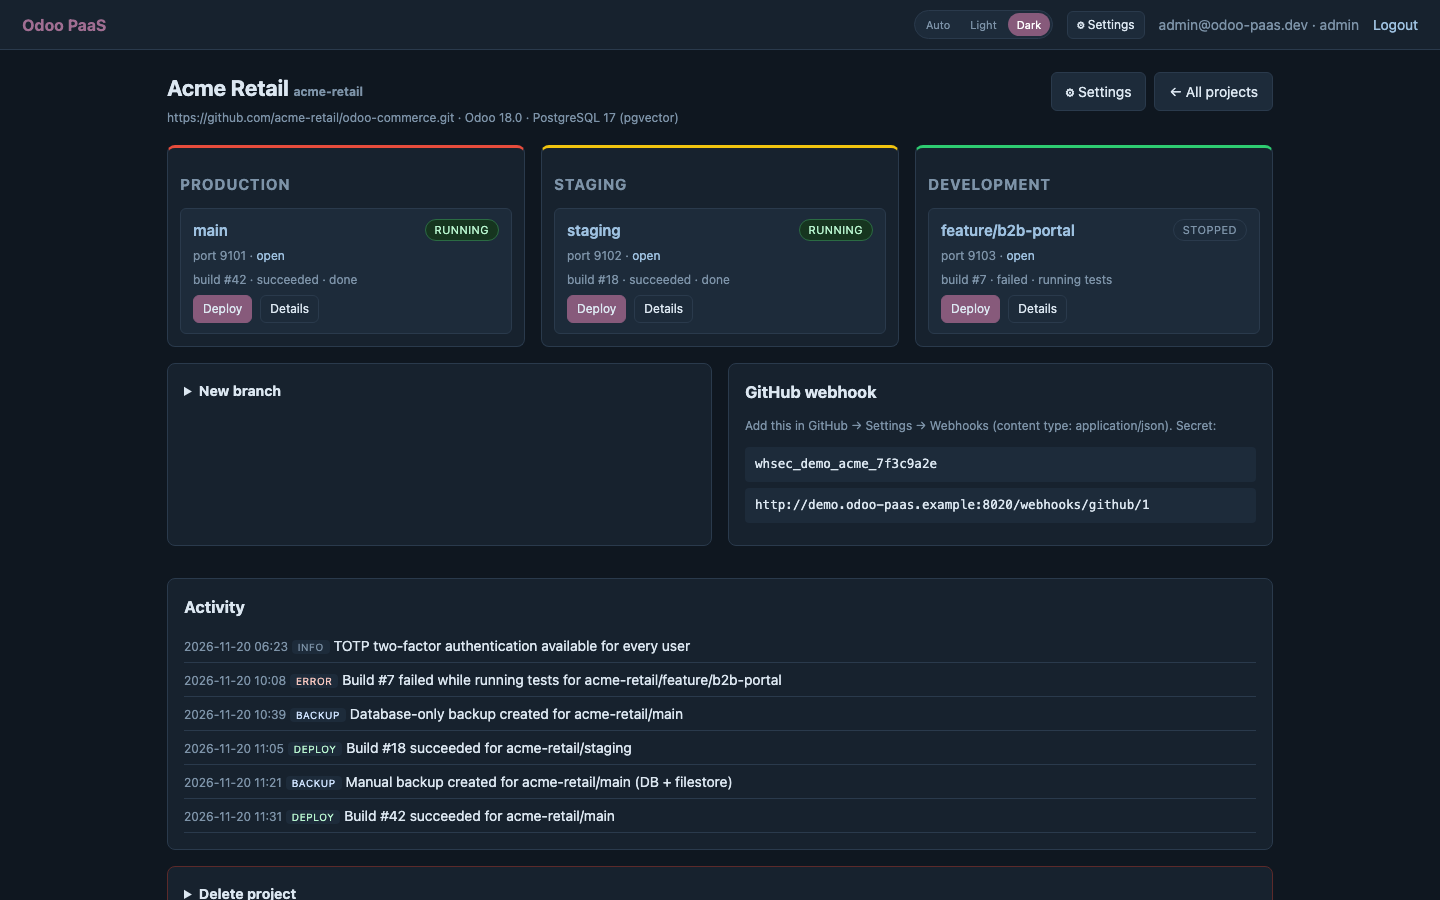 Odoo PaaS
Auto Light Dark
⚙ Settings
admin@odoo-paas.dev · admin
Logout
Acme Retail acme-retail
https://github.com/acme-retail/odoo-commerce.git · Odoo 18.0 · PostgreSQL 17 (pgvector)
⚙ Settings
← All projects
PRODUCTION
main RUNNING
port 9101 · open
build #42 · succeeded · done
Deploy Details
STAGING
staging RUNNING
port 9102 · open
build #18 · succeeded · done
Deploy Details
DEVELOPMENT
feature/b2b-portal STOPPED
port 9103 · open
build #7 · failed · running tests
Deploy Details
▶ New branch
GitHub webhook
Add this in GitHub → Settings → Webhooks (content type: application/json). Secret:
whsec_demo_acme_7f3c9a2e
http://demo.odoo-paas.example:8020/webhooks/github/1
Activity
2026-11-20 06:23 INFO TOTP two-factor authentication available for every user
2026-11-20 10:08 ERROR Build #7 failed while running tests for acme-retail/feature/b2b-portal
2026-11-20 10:39 BACKUP Database-only backup created for acme-retail/main
2026-11-20 11:05 DEPLOY Build #18 succeeded for acme-retail/staging
2026-11-20 11:21 BACKUP Manual backup created for acme-retail/main (DB + filestore)
2026-11-20 11:31 DEPLOY Build #42 succeeded for acme-retail/main
▶ Delete project